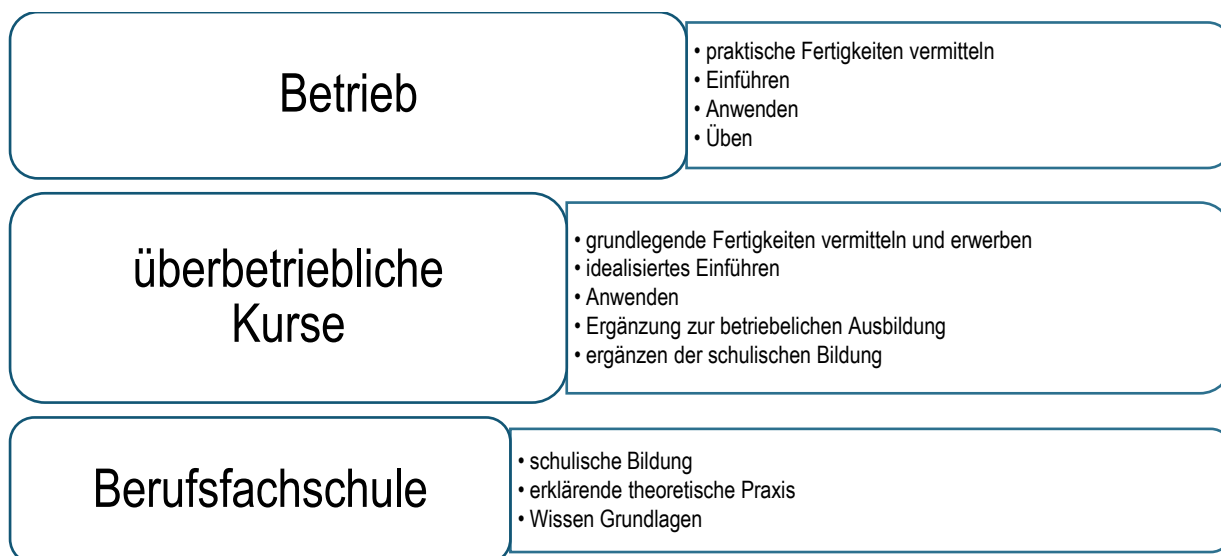 Betrieb
• praktische Fertigkeiten vermitteln
• Einführen
• Anwenden
• Üben
überbetriebliche
Kurse
• grundlegende Fertigkeiten vermitteln und erwerben
• idealisiertes Einführen
• Anwenden
• Ergänzung zur betriebelichen Ausbildung
• ergänzen der schulischen Bildung
Berufsfachschule
• schulische Bildung
• erklärende theoretische Praxis
• Wissen Grundlagen